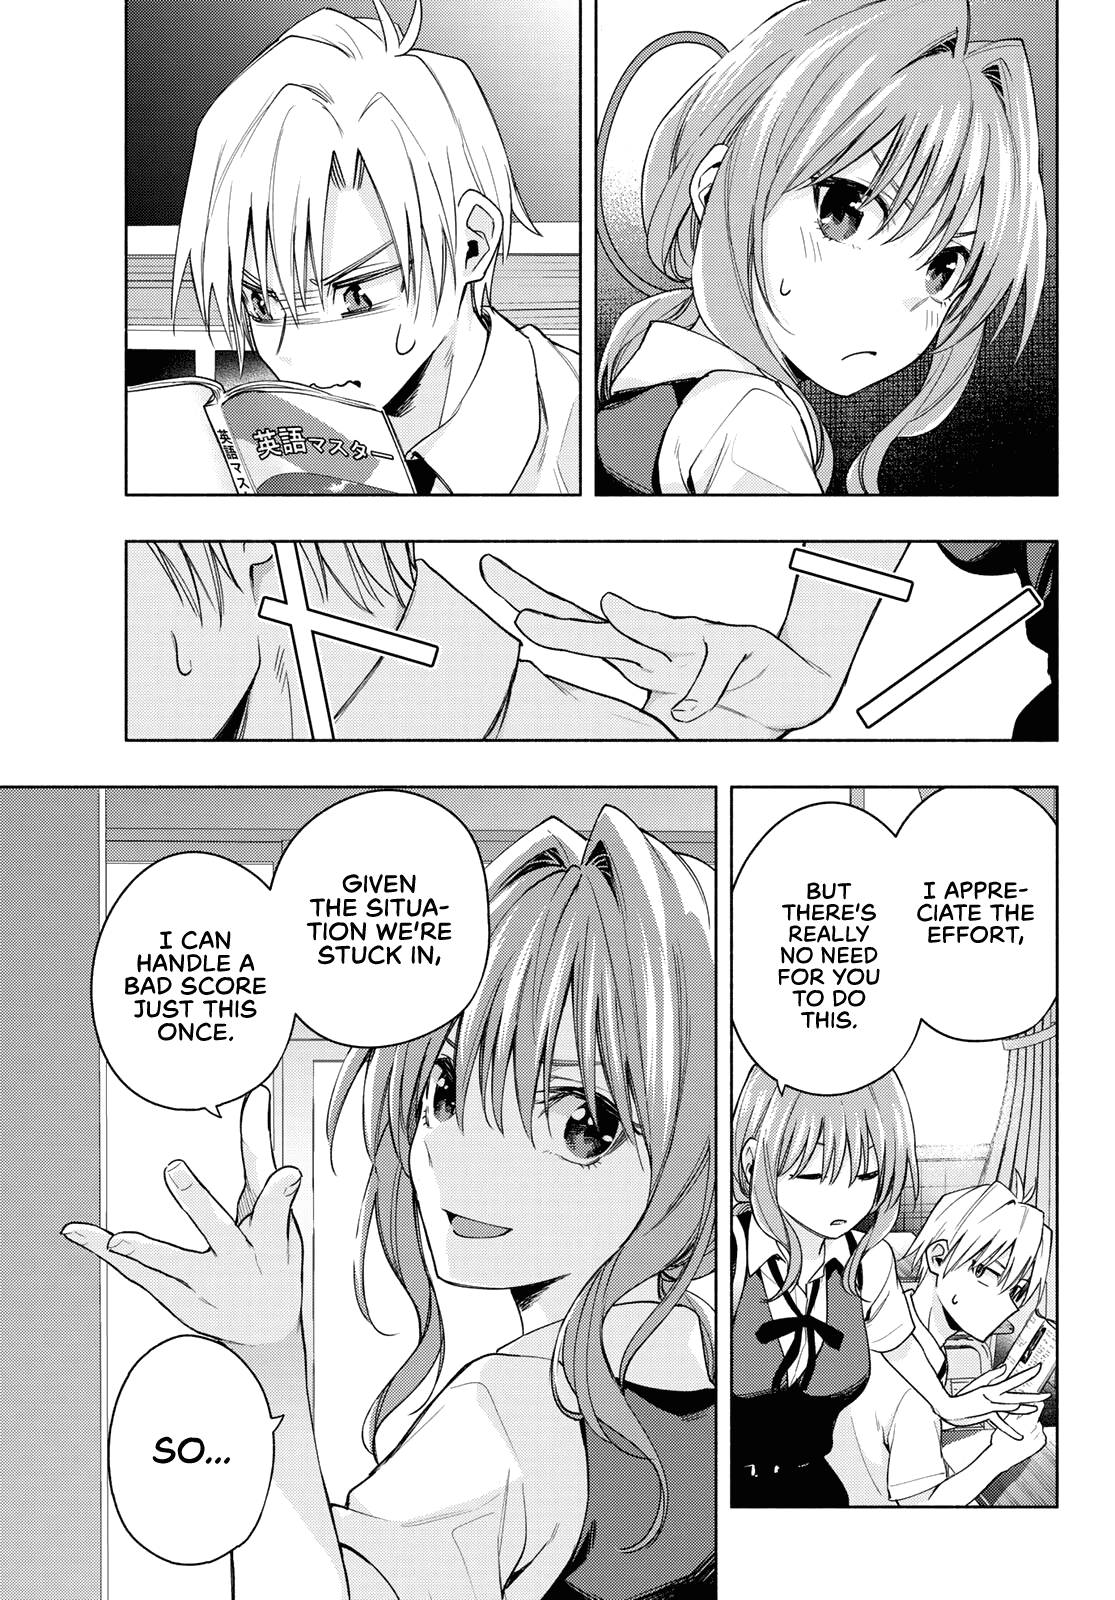 英語マスター
英語マスタ
I APPRE-
CIATE THE
EFFORT,
BUT
THERE'S
REALLY
NO NEED
FOR YOU
TO DO
THIS.
GIVEN
THE SITUA-
TION WE'RE
STUCK IN,
I CAN
HANDLE A
BAD SCORE
JUST THIS
ONCE.
SO...